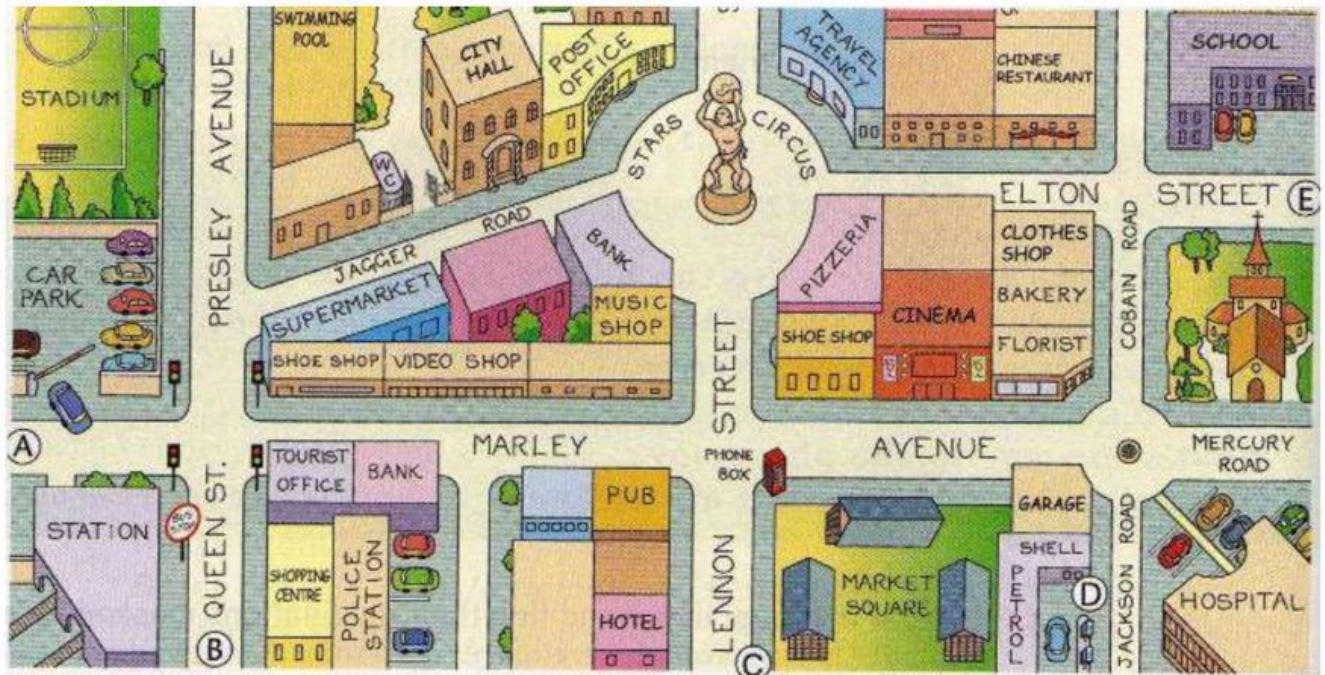 SWIMMING
POOL
CITY
HALL
POST
OFFICE
S
TRAVEL
AGENCY
S
CHINESE
RESTAURANT
SCHOOL
STADIUM
PRESLEY AVENUE
WC
STARS CIRCUS
ELTON STREET
E
CAR
PARK
JAGGER ROAD
BANK
PIZZERIA
CLOTHES
SHOP
COBAIN ROAD
SUPERMARKET
MUSIC
SHOP
SHOE SHOP
CINEMA
BAKERY
FLORIST
SHOE SHOP
VIDEO SHOP
LENNON STREET
A
MARLEY AVENUE
MERCURY
ROAD
TOURIST
OFFICE
BANK
PHONE
BOX
PUB
GARAGE
STATION
BUS
STOP
QUEEN ST.
SHOPPING
CENTRE
POLICE
STATION
HOTEL
MARKET
SQUARE
SHELL
PETROL
D
JACKSON ROAD
HOSPITAL
B
C